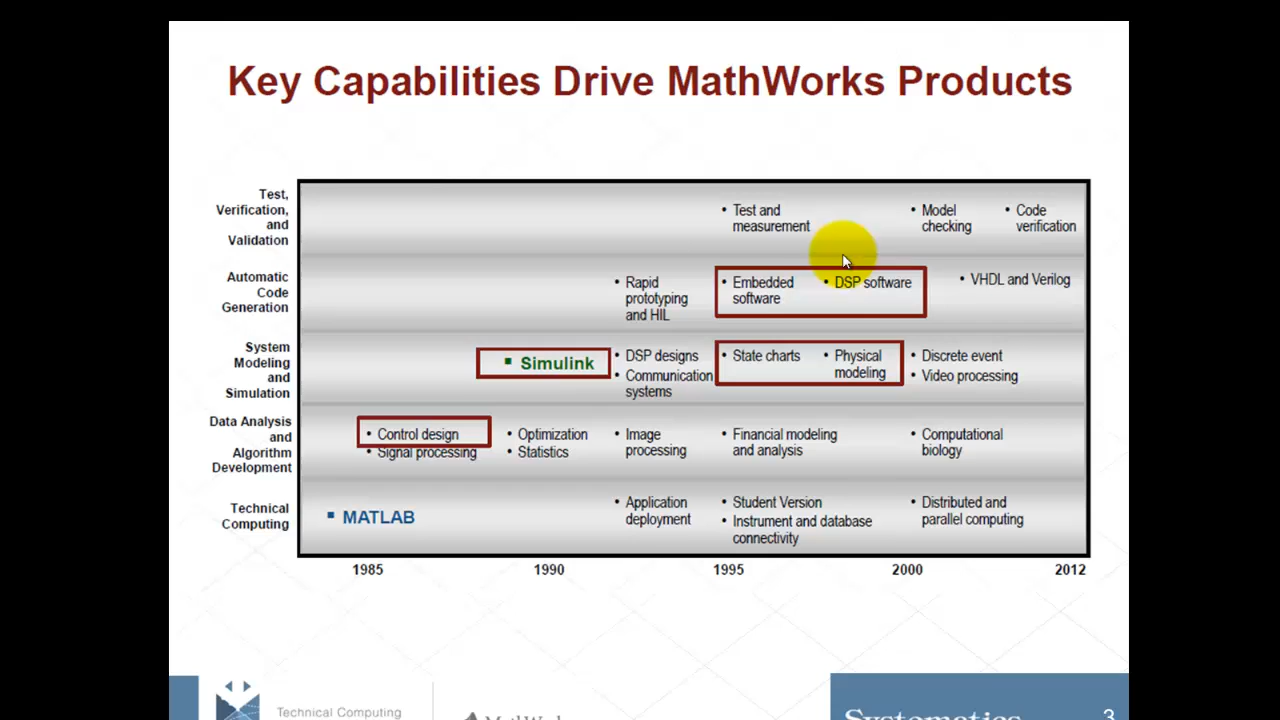 Key Capabilities Drive MathWorks Products
Test,
Verification,
and
Validation
• Test and
measurement
• Model
checking
• Code
verification
Automatic
Code
Generation
• Rapid
prototyping
and HIL
• Embedded
software
• DSP software
• VHDL and Verilog
System
Modeling
and
Simulation
▪ Simulink
• DSP designs
• Communication
systems
• State charts
• Physical
modeling
• Discrete event
• Video processing
Data Analysis
and
Algorithm
Development
• Control design
• Signal processing
• Optimization
• Statistics
• Image
processing
• Financial modeling
and analysis
• Computational
biology
Technical
Computing
▪ MATLAB
• Application
deployment
• Student Version
• Instrument and database
connectivity
• Distributed and
parallel computing
1985 1990 1995 2000 2012
Technical Computing
Systematics
3